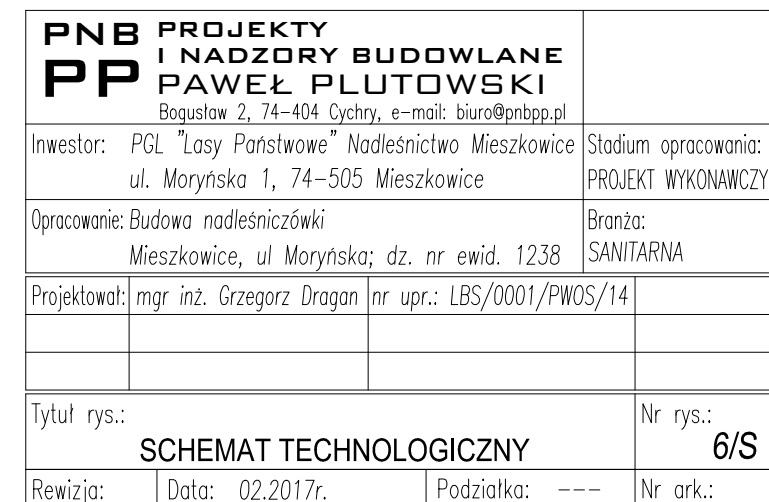 PNB PROJEKTY
I NADZORY BUDOWLANE
PP PAWEŁ PLUTOWSKI
Bogusław 2, 74-404 Cychry, e-mail: biuro@pnbpp.pl
Inwestor: PGL "Lasy Państwowe" Nadleśnictwo Mieszkowice
ul. Moryńska 1, 74-505 Mieszkowice
Stadium opracowania:
PROJEKT WYKONAWCZY
Opracowanie: Budowa nadleśniczówki
Mieszkowice, ul Moryńska; dz. nr ewid. 1238
Branża:
SANITARNA
Projektował: mgr inż. Grzegorz Dragan nr upr.: LBS/0001/PWOS/14
Tytuł rys.:
SCHEMAT TECHNOLOGICZNY
Nr rys.:
6/S
Rewizja: Data: 02.2017r. Podziałka: --- Nr ark.: